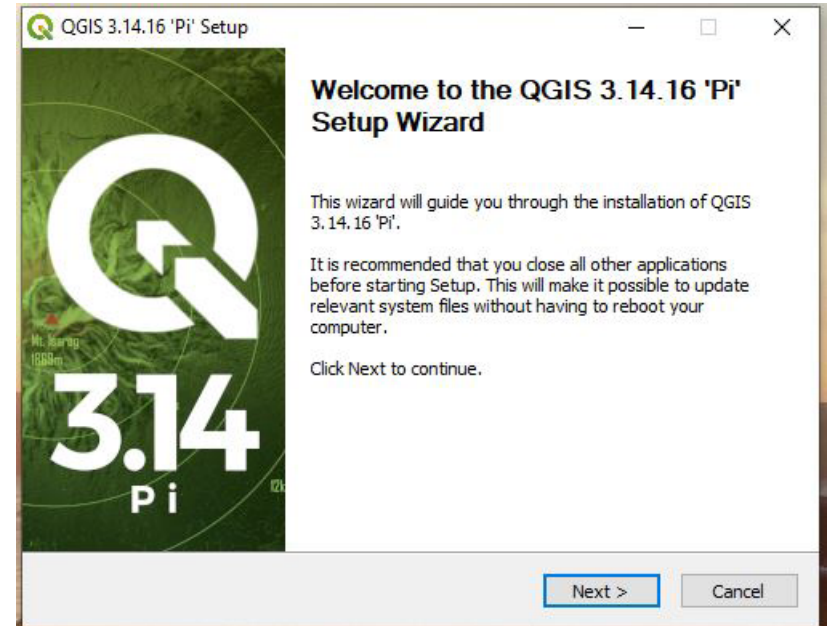 QGIS 3.14.16 'Pi' Setup
Welcome to the QGIS 3.14.16 'Pi'
Setup Wizard
This wizard will guide you through the installation of QGIS
3.14.16 'Pi'.
It is recommended that you close all other applications
before starting Setup. This will make it possible to update
relevant system files without having to reboot your
computer.
Click Next to continue.
Mt. Isarog
3.14
Pi
Next >
Cancel